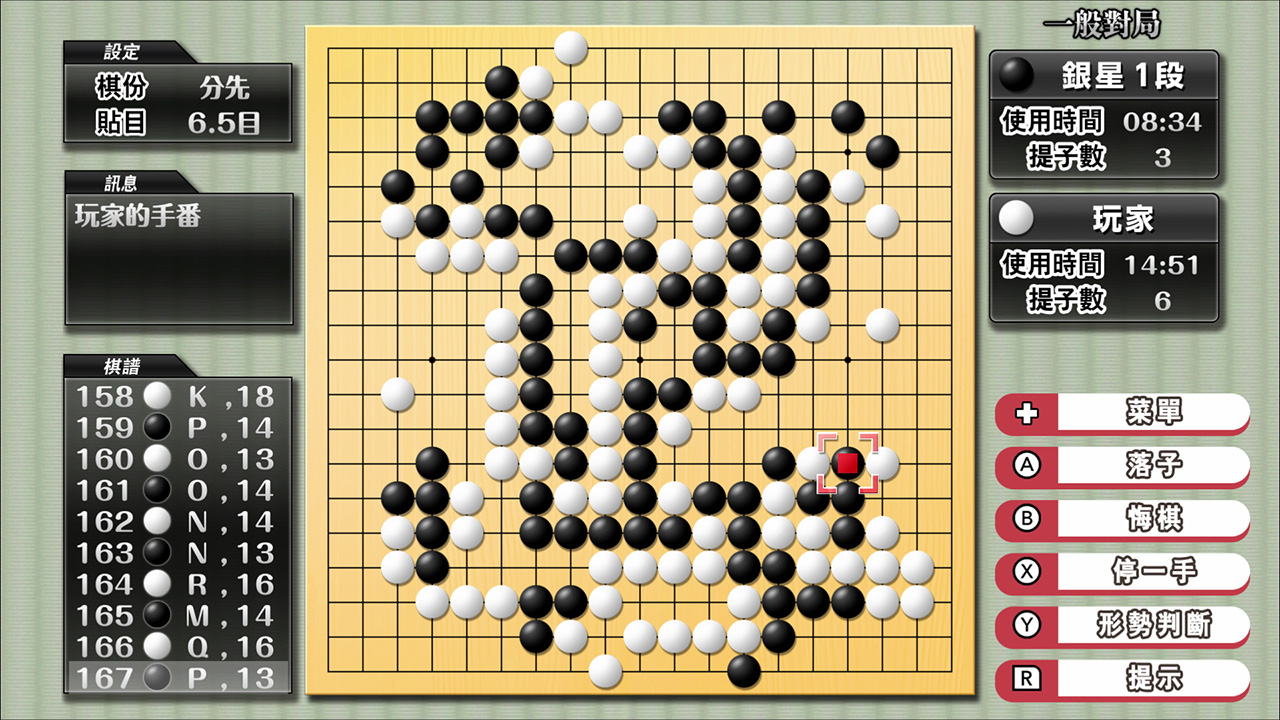 一般對局
設定
棋份 分先
貼目 6.5目
訊息
玩家的手番
棋譜
158 K ,18
159 P ,14
160 O ,13
161 O ,14
162 N ,14
163 N ,13
164 R ,16
165 M ,14
166 Q ,16
167 P ,13
銀星 1段
使用時間 08:34
提子數 3
玩家
使用時間 14:51
提子數 6
菜單
A 落子
B 悔棋
X 停一手
Y 形勢判斷
R 提示